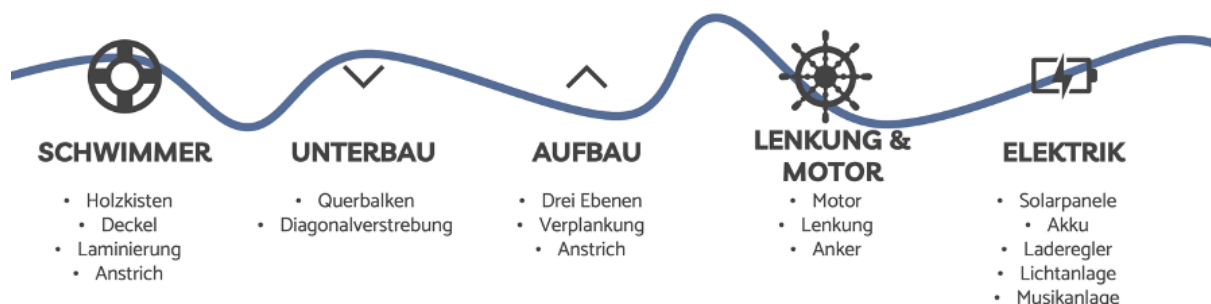 SCHWIMMER
• Holzkisten
• Deckel
• Laminierung
• Anstrich
UNTERBAU
• Querbalken
• Diagonalverstrebung
AUFBAU
• Drei Ebenen
• Verplankung
• Anstrich
LENKUNG &
MOTOR
• Motor
• Lenkung
• Anker
ELEKTRIK
• Solarpanele
• Akku
• Laderegler
• Lichtanlage
• Musikanlage